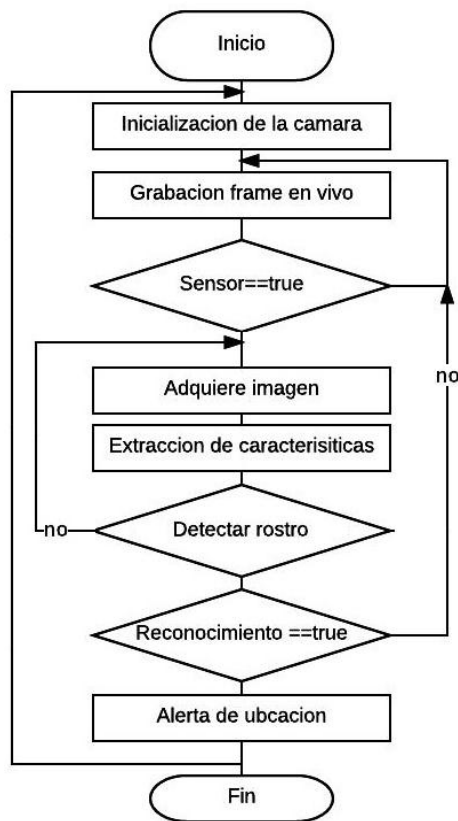 Inicio
Inicializacion de la camara
Grabacion frame en vivo
Sensor==true
no
Adquiere imagen
Extraccion de caracterisiticas
no
Detectar rostro
Reconocimiento ==true
Alerta de ubcacion
Fin